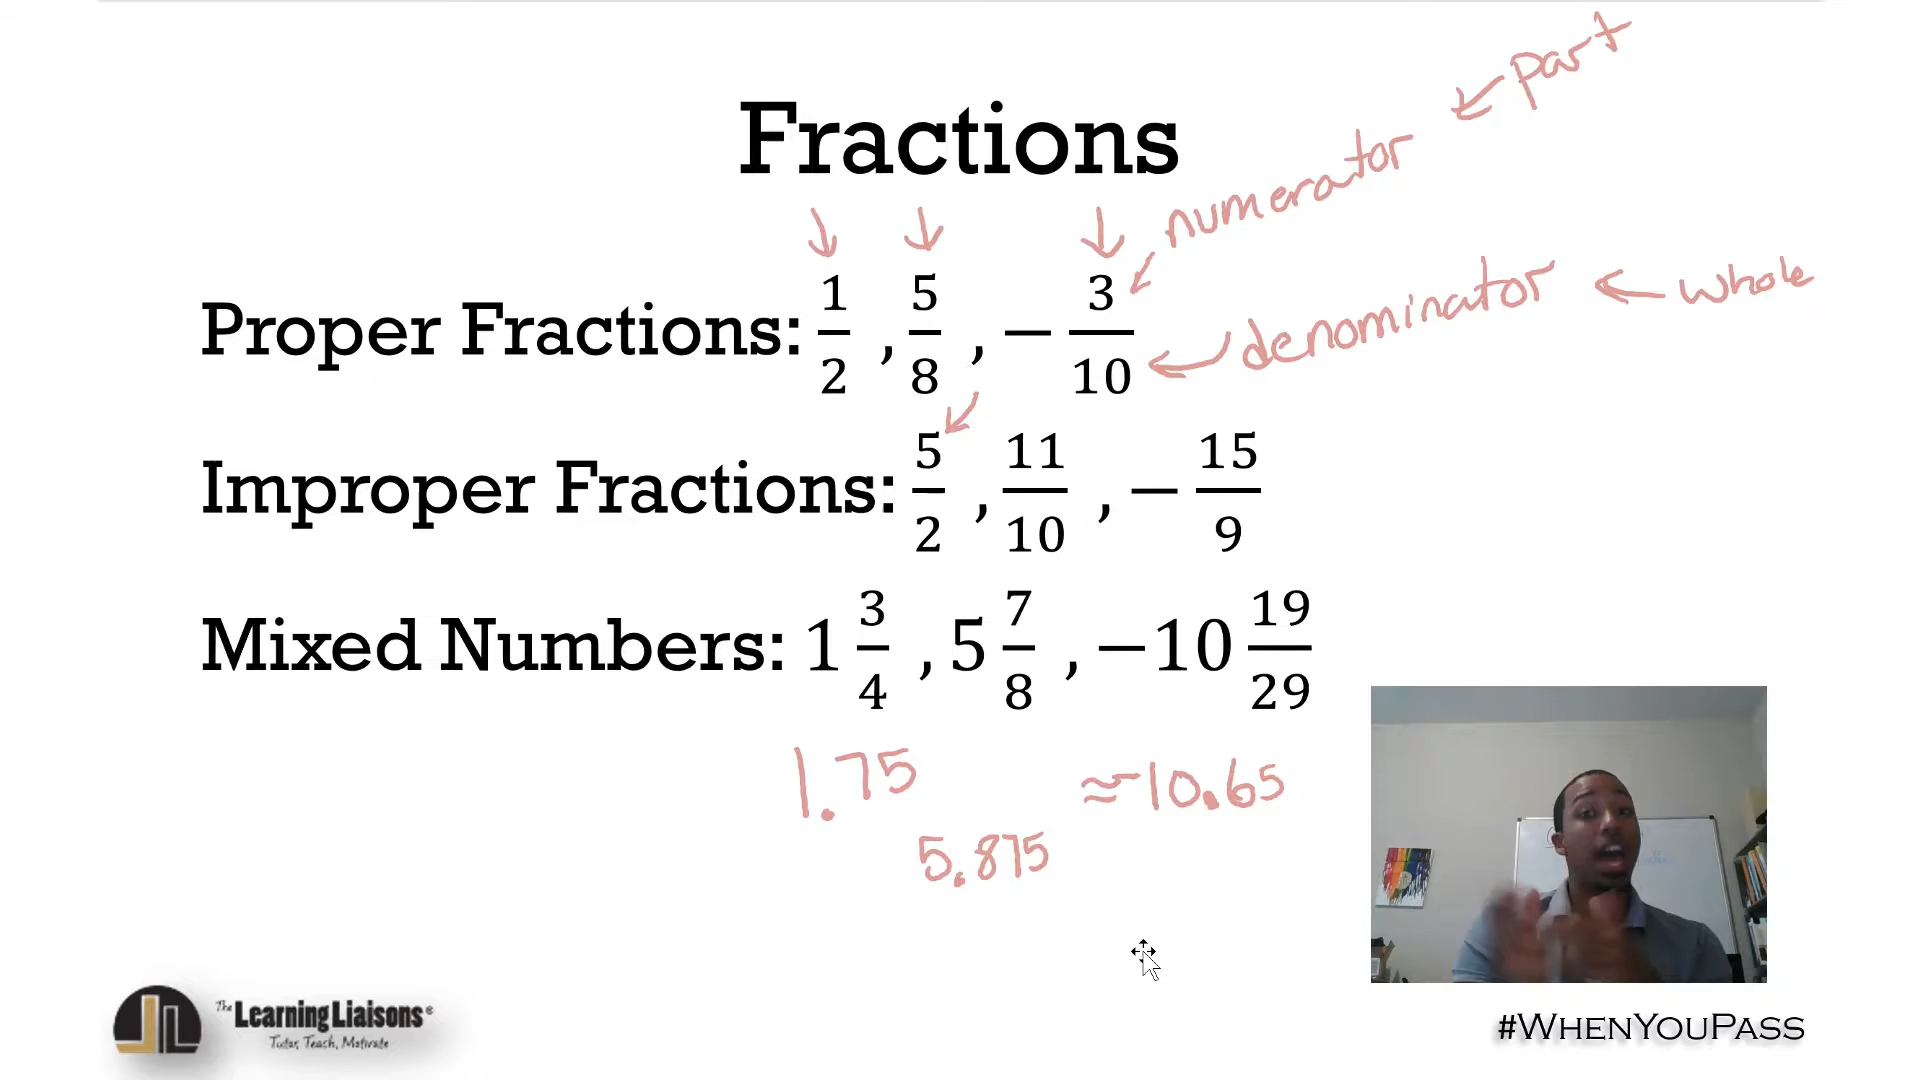 Fractions
part
numerator
Proper Fractions: 1/2 , 5/8 , − 3/10
denominator
whole
Improper Fractions: 5/2 , 11/10 , − 15/9
Mixed Numbers: 1 3/4 , 5 7/8 , −10 19/29
1.75
≈-10.65
5.875
The Learning Liaisons®
Tutor, Teach, Motivate
#WHENYOUPASS